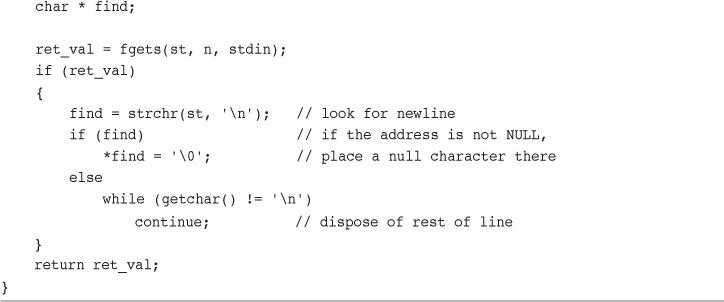 char * find;

    ret_val = fgets(st, n, stdin);
    if (ret_val)
    {
        find = strchr(st, '\n');   // look for newline
        if (find)                  // if the address is not NULL,
            *find = '\0';          // place a null character there
        else
            while (getchar() != '\n')
                continue;          // dispose of rest of line
    }
    return ret_val;
}